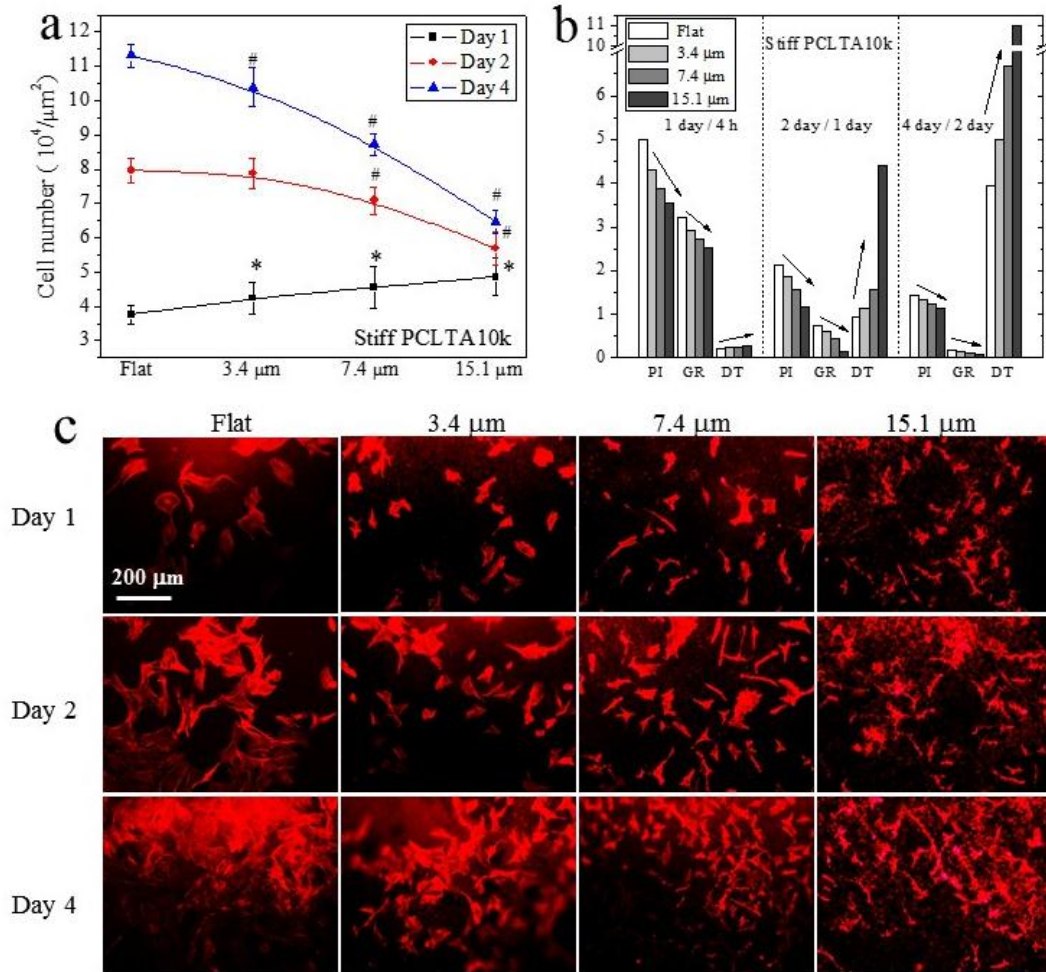 a
Cell number (10⁴/μm²)
12
11
10
9
8
7
6
5
4
3
Day 1
Day 2
Day 4
#
#
#
#
#
*
*
*
Stiff PCLTA10k
Flat
3.4 μm
7.4 μm
15.1 μm
b
11
10
6
5
4
3
2
1
0
Flat
3.4 μm
7.4 μm
15.1 μm
Stiff PCLTA10k
1 day / 4 h
2 day / 1 day
4 day / 2 day
PI GR DT
PI GR DT
PI GR DT
c
Flat
3.4 μm
7.4 μm
15.1 μm
Day 1
200 μm
Day 2
Day 4